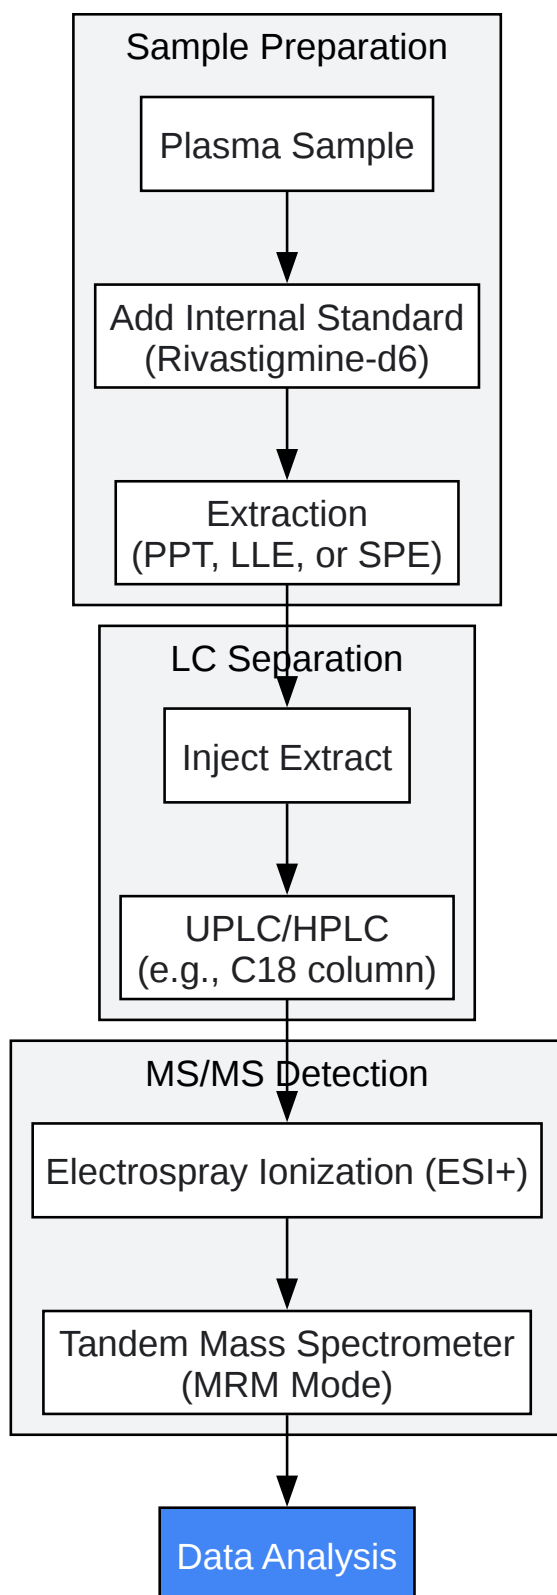 Sample Preparation
Plasma Sample
Add Internal Standard
(Rivastigmine-d6)
Extraction
(PPT, LLE, or SPE)
LC Separation
Inject Extract
UPLC/HPLC
(e.g., C18 column)
MS/MS Detection
Electrospray Ionization (ESI+)
Tandem Mass Spectrometer
(MRM Mode)
Data Analysis